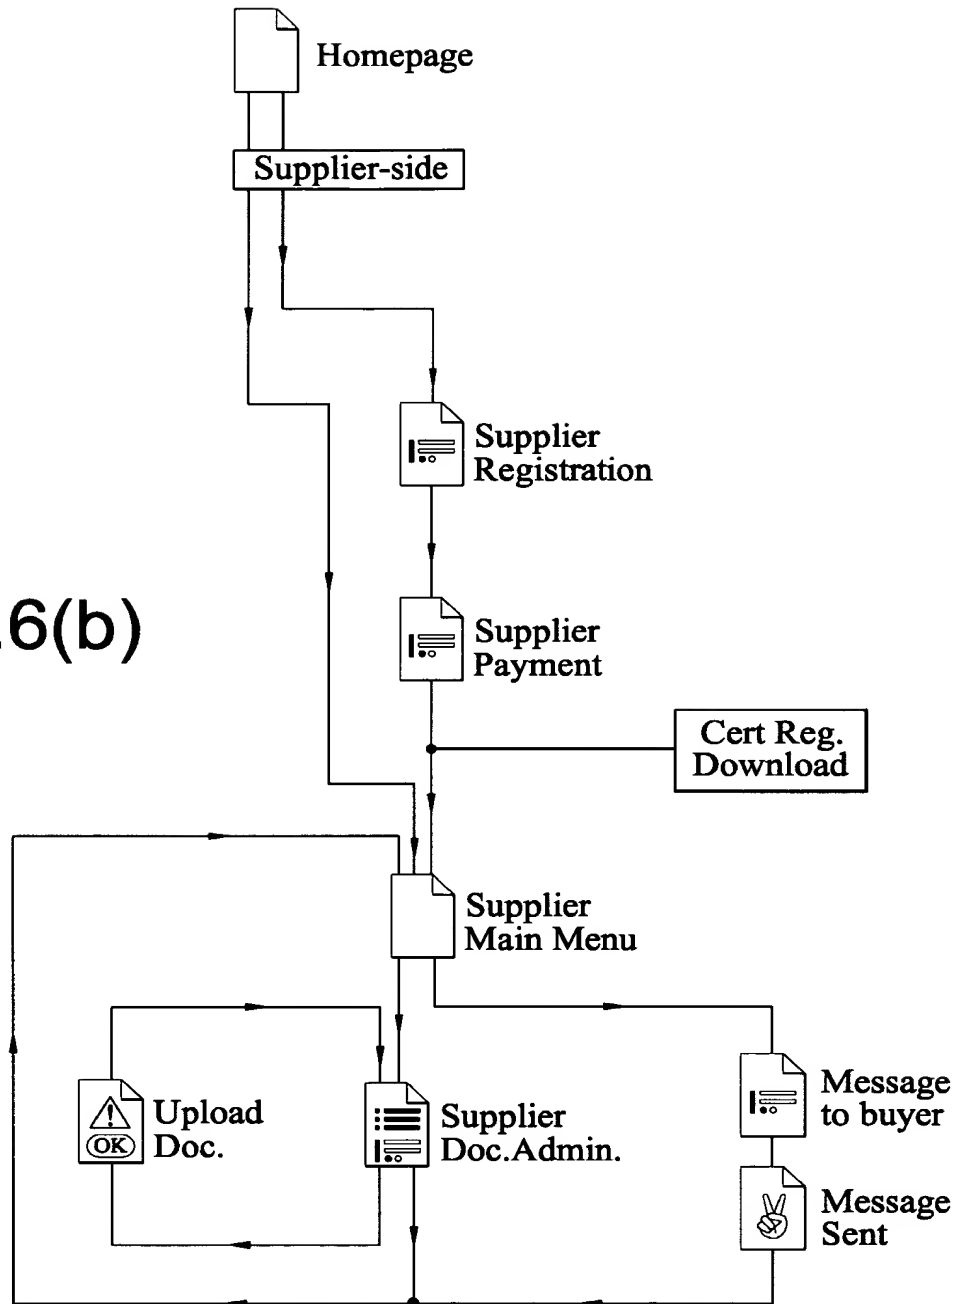 Homepage
Supplier-side
Supplier
Registration
.6(b)
Supplier
Payment
Cert Reg.
Download
Supplier
Main Menu
Upload
Doc.
OK
Supplier
Doc.Admin.
Message
to buyer
Message
Sent